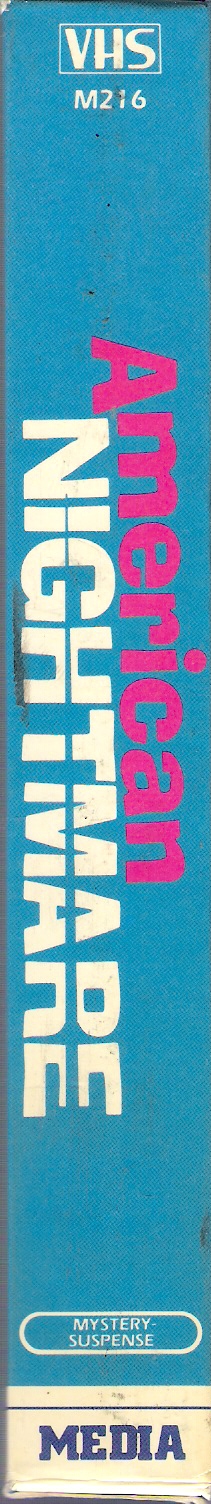 VHS
M216
American
NIGHTMARE
MYSTERY-
SUSPENSE
MEDIA